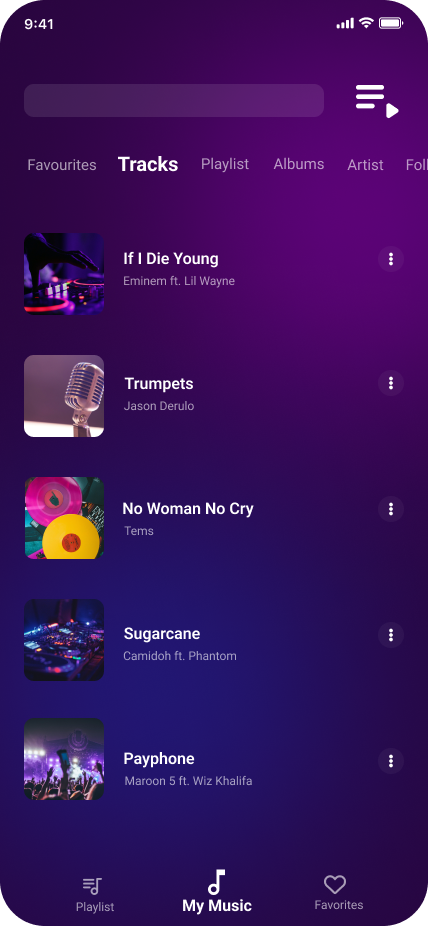 9:41
Favourites Tracks Playlist Albums Artist Foll
If I Die Young
Eminem ft. Lil Wayne
Trumpets
Jason Derulo
No Woman No Cry
Tems
Sugarcane
Camidoh ft. Phantom
Payphone
Maroon 5 ft. Wiz Khalifa
Playlist My Music Favorites